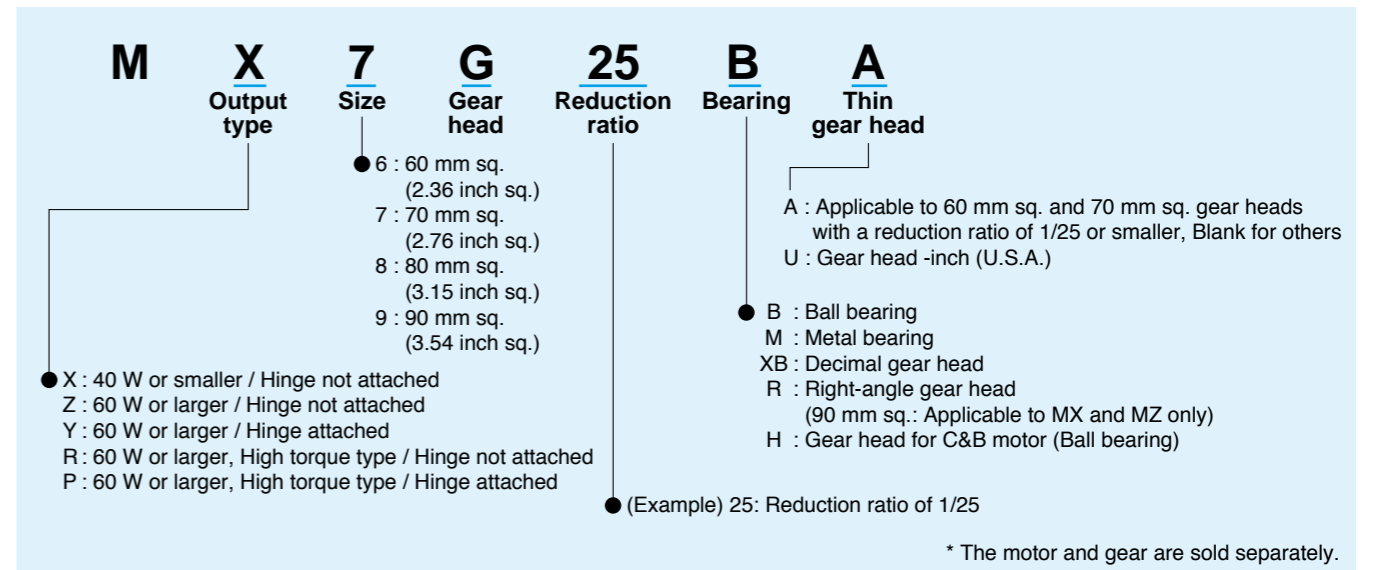 M X 7 G 25 B A
Output type
Size
Gear head
Reduction ratio
Bearing
Thin gear head
6 : 60 mm sq.
(2.36 inch sq.)
7 : 70 mm sq.
(2.76 inch sq.)
8 : 80 mm sq.
(3.15 inch sq.)
9 : 90 mm sq.
(3.54 inch sq.)
A : Applicable to 60 mm sq. and 70 mm sq. gear heads
with a reduction ratio of 1/25 or smaller, Blank for others
U : Gear head -inch (U.S.A.)
B : Ball bearing
M : Metal bearing
XB : Decimal gear head
R : Right-angle gear head
(90 mm sq.: Applicable to MX and MZ only)
H : Gear head for C&B motor (Ball bearing)
X : 40 W or smaller / Hinge not attached
Z : 60 W or larger / Hinge not attached
Y : 60 W or larger / Hinge attached
R : 60 W or larger, High torque type / Hinge not attached
P : 60 W or larger, High torque type / Hinge attached
(Example) 25: Reduction ratio of 1/25
* The motor and gear are sold separately.